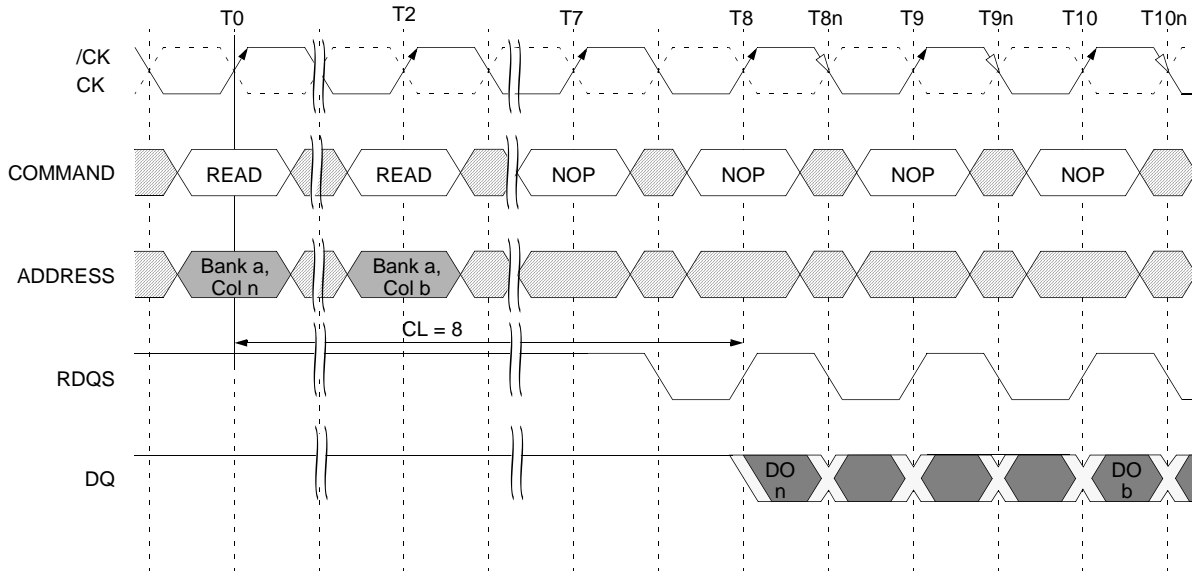 T0 T2 T7 T8 T8n T9 T9n T10 T10n
/CK
CK
COMMAND READ READ NOP NOP NOP NOP
ADDRESS Bank a, Col n Bank a, Col b
CL = 8
RDQS
DQ DO n DO b